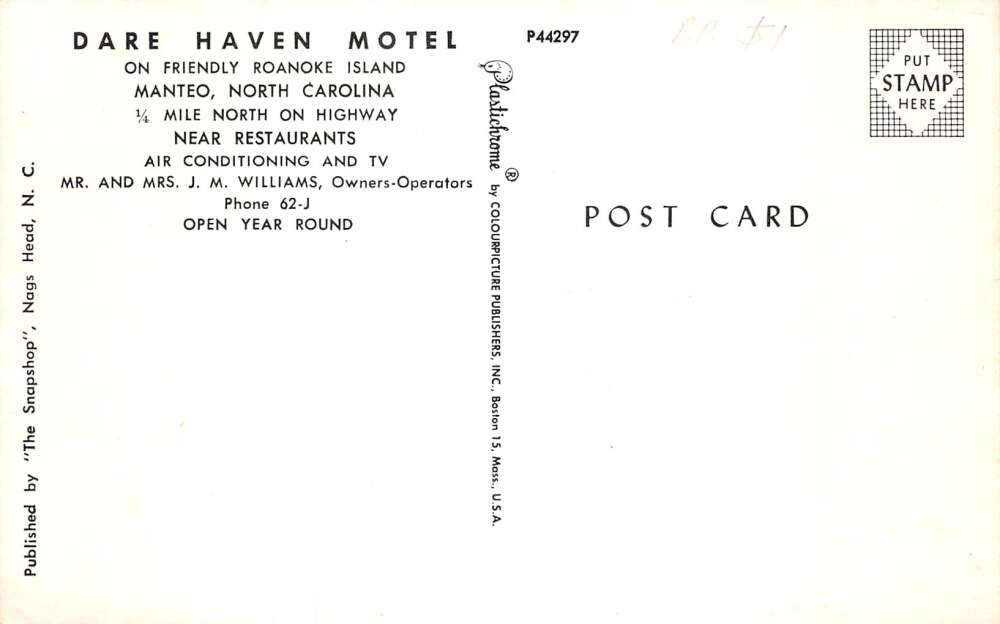 DARE HAVEN MOTEL
ON FRIENDLY ROANOKE ISLAND
MANTEO, NORTH CAROLINA
¼ MILE NORTH ON HIGHWAY
NEAR RESTAURANTS
AIR CONDITIONING AND TV
MR. AND MRS. J. M. WILLIAMS, Owners-Operators
Phone 62-J
OPEN YEAR ROUND
Published by "The Snapshop", Nags Head, N. C.
P44297
Plastichrome ® by COLOURPICTURE PUBLISHERS, INC., Boston 15, Mass., U.S.A.
PUT
STAMP
HERE
POST CARD